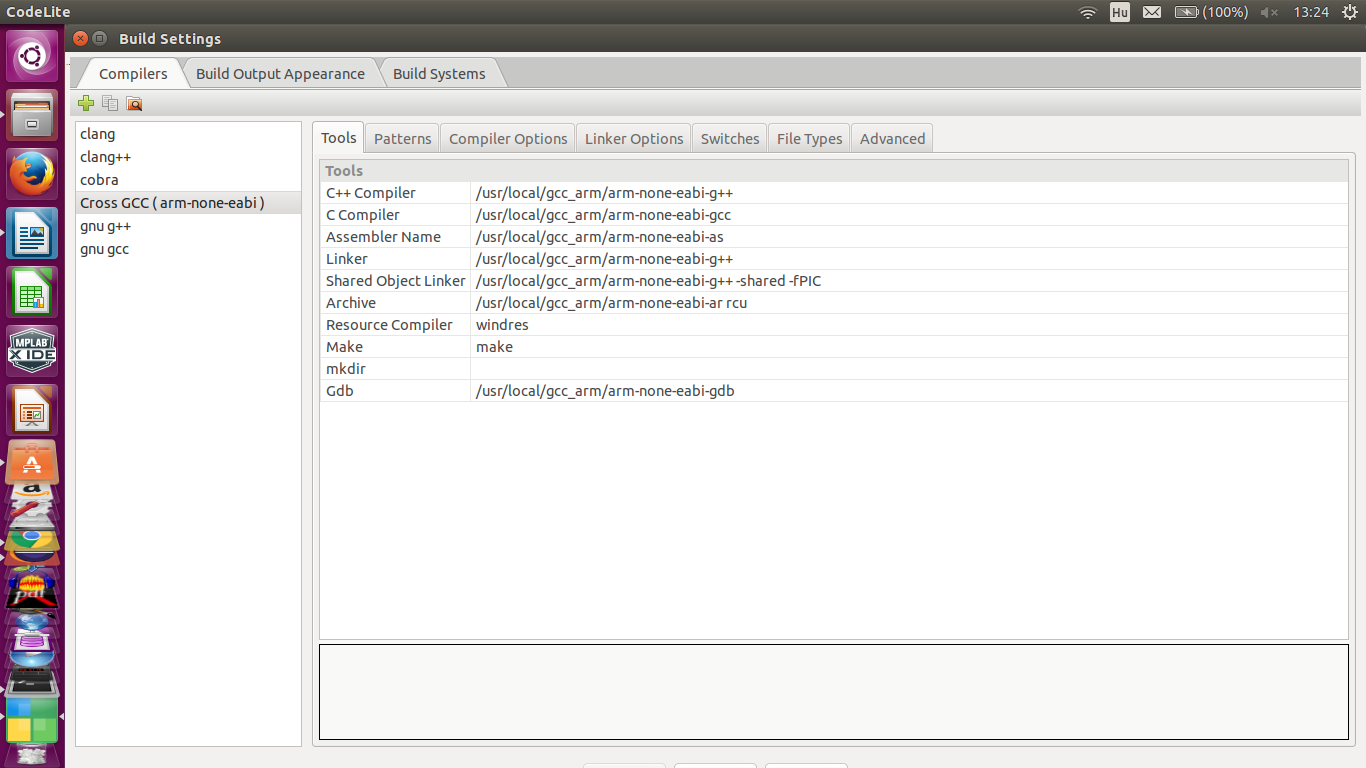 CodeLite
Hu
(100%)
13:24
Build Settings
Compilers
Build Output Appearance
Build Systems
clang
clang++
cobra
Cross GCC ( arm-none-eabi )
gnu g++
gnu gcc
Tools
Patterns
Compiler Options
Linker Options
Switches
File Types
Advanced
Tools
C++ Compiler /usr/local/gcc_arm/arm-none-eabi-g++
C Compiler /usr/local/gcc_arm/arm-none-eabi-gcc
Assembler Name /usr/local/gcc_arm/arm-none-eabi-as
Linker /usr/local/gcc_arm/arm-none-eabi-g++
Shared Object Linker /usr/local/gcc_arm/arm-none-eabi-g++ -shared -fPIC
Archive /usr/local/gcc_arm/arm-none-eabi-ar rcu
Resource Compiler windres
Make make
mkdir
Gdb /usr/local/gcc_arm/arm-none-eabi-gdb
MPLAB
X IDE
A
a
pdf